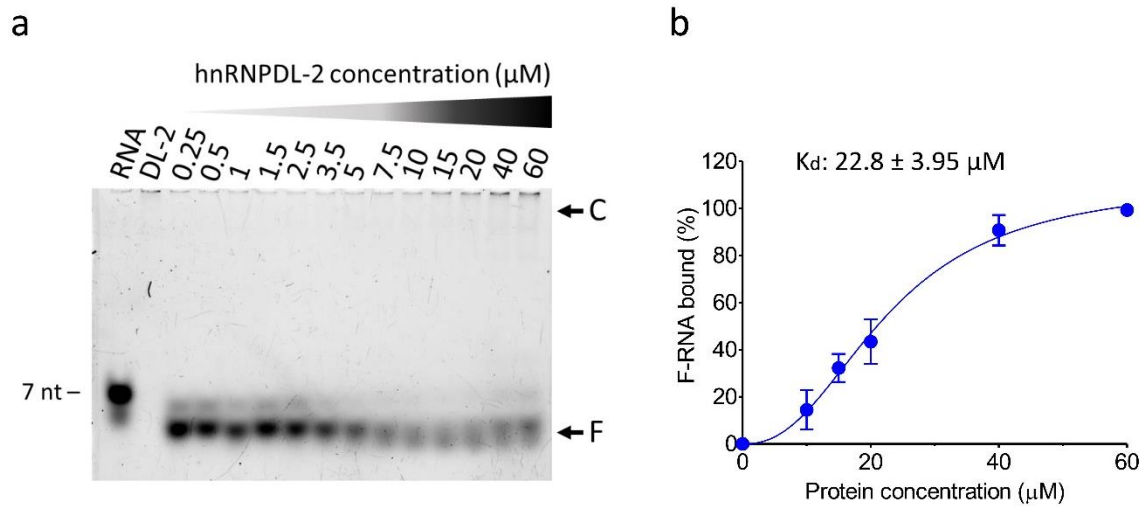 a
hnRNPDL-2 concentration (µM)
RNA DL-2 0.25 0.5 1 1.5 2.5 3.5 5 7.5 10 15 20 40 60
C
7 nt –
F
b
Kd: 22.8 ± 3.95 µM
120
100
80
60
40
20
0
F-RNA bound (%)
0 20 40 60
Protein concentration (µM)